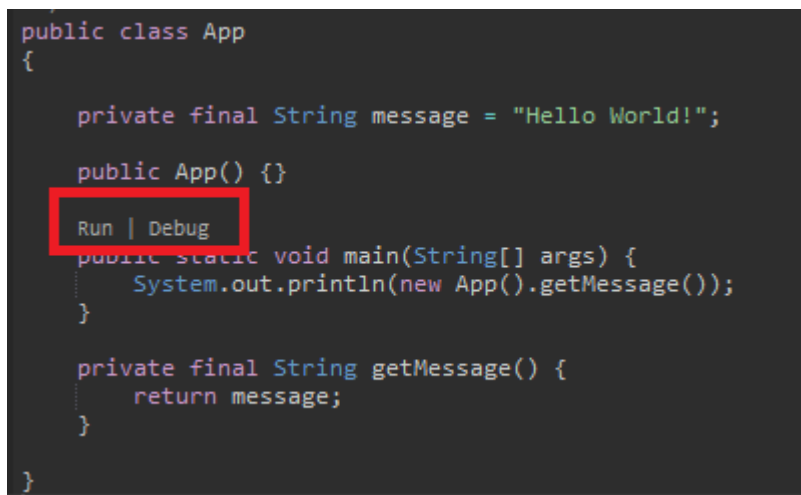 public class App
{
private final String message = "Hello World!";
public App() {}
Run | Debug
public static void main(String[] args) {
System.out.println(new App().getMessage());
}
private final String getMessage() {
return message;
}
}